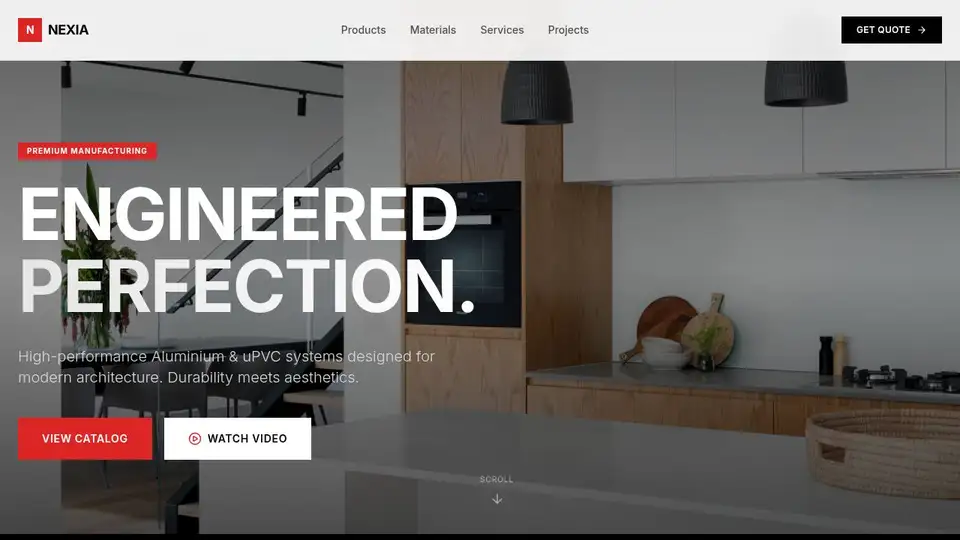 N NEXIA
Products Materials Services Projects
GET QUOTE
PREMIUM MANUFACTURING
ENGINEERED
PERFECTION.
High-performance Aluminium & uPVC systems designed for
modern architecture. Durability meets aesthetics.
VIEW CATALOG
WATCH VIDEO
SCROLL